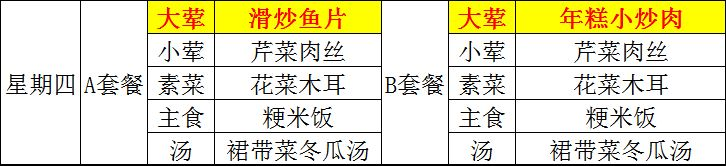 大荤 滑炒鱼片 大荤 年糕小炒肉
小荤 芹菜肉丝 小荤 芹菜肉丝
星期四 A套餐 素菜 花菜木耳 B套餐 素菜 花菜木耳
主食 粳米饭 主食 粳米饭
汤 裙带菜冬瓜汤 汤 裙带菜冬瓜汤